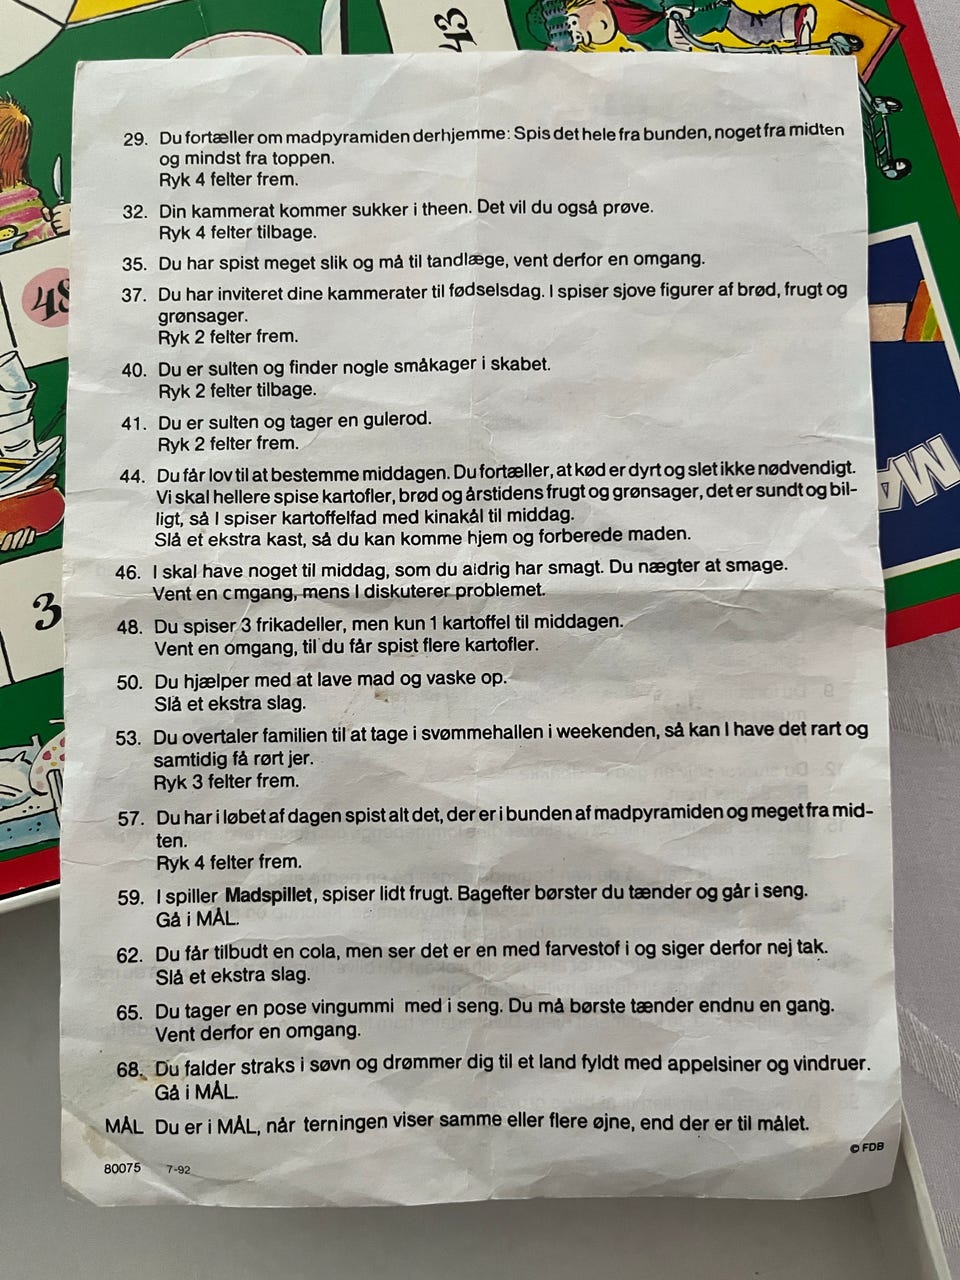 43
29. Du fortæller om madpyramiden derhjemme: Spis det hele fra bunden, noget fra midten
og mindst fra toppen.
Ryk 4 felter frem.
32. Din kammerat kommer sukker i theen. Det vil du også prøve.
Ryk 4 felter tilbage.
35. Du har spist meget slik og må til tandlæge, vent derfor en omgang.
37. Du har inviteret dine kammerater til fødselsdag. I spiser sjove figurer af brød, frugt og
grønsager.
Ryk 2 felter frem.
48
40. Du er sulten og finder nogle småkager i skabet.
Ryk 2 felter tilbage.
41. Du er sulten og tager en gulerod.
Ryk 2 felter frem.
44. Du får lov til at bestemme middagen. Du fortæller, at kød er dyrt og slet ikke nødvendigt.
Vi skal hellere spise kartofler, brød og årstidens frugt og grønsager, det er sundt og bil-
ligt, så I spiser kartoffelfad med kinakål til middag.
Slå et ekstra kast, så du kan komme hjem og forberede maden.
MA
46. I skal have noget til middag, som du aldrig har smagt. Du nægter at smage.
Vent en omgang, mens I diskuterer problemet.
3
48. Du spiser 3 frikadeller, men kun 1 kartoffel til middagen.
Vent en omgang, til du får spist flere kartofler.
50. Du hjælper med at lave mad og vaske op.
Slå et ekstra slag.
53. Du overtaler familien til at tage i svømmehallen i weekenden, så kan I have det rart og
samtidig få rørt jer.
Ryk 3 felter frem.
57. Du har i løbet af dagen spist alt det, der er i bunden af madpyramiden og meget fra mid-
ten.
Ryk 4 felter frem.
59. I spiller Madspillet, spiser lidt frugt. Bagefter børster du tænder og går i seng.
Gå i MÅL.
62. Du får tilbudt en cola, men ser det er en med farvestof i og siger derfor nej tak.
Slå et ekstra slag.
65. Du tager en pose vingummi med i seng. Du må børste tænder endnu en gang.
Vent derfor en omgang.
68. Du falder straks i søvn og drømmer dig til et land fyldt med appelsiner og vindruer.
Gå i MÅL.
MÅL Du er i MÅL, når terningen viser samme eller flere øjne, end der er til målet.
© FDB
80075 7-92